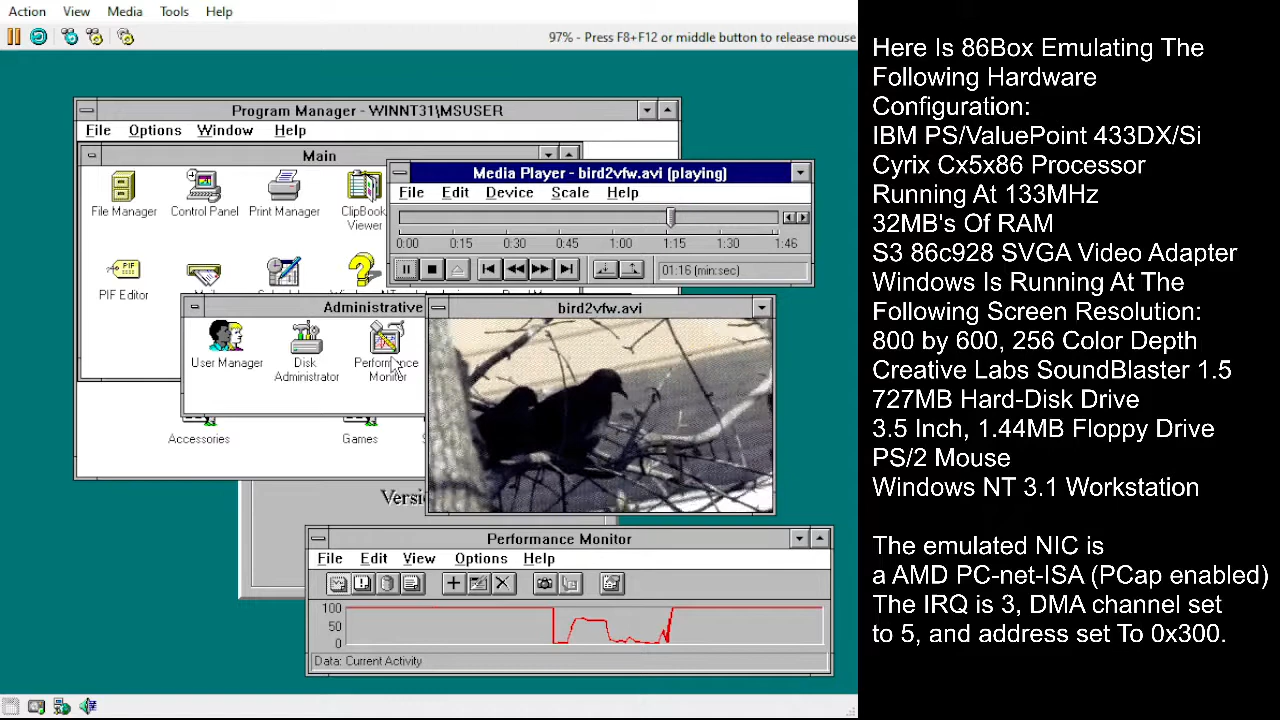 Action View Media Tools Help
97% - Press F8+F12 or middle button to release mouse
Program Manager - WINNT31\MSUSER
File Options Window Help
Main
File Manager
Control Panel
Print Manager
ClipBook
Viewer
PIF Editor
Media Player - bird2vfw.avi (playing)
File Edit Device Scale Help
0:00 0:15 0:30 0:45 1:00 1:15 1:30 1:46
01:16 (min:sec)
Administrative
User Manager
Disk
Administrator
Performance
Monitor
bird2vfw.avi
Accessories
Games
Performance Monitor
File Edit View Options Help
100
50
0
Data: Current Activity
Here Is 86Box Emulating The
Following Hardware
Configuration:
IBM PS/ValuePoint 433DX/Si
Cyrix Cx5x86 Processor
Running At 133MHz
32MB's Of RAM
S3 86c928 SVGA Video Adapter
Windows Is Running At The
Following Screen Resolution:
800 by 600, 256 Color Depth
Creative Labs SoundBlaster 1.5
727MB Hard-Disk Drive
3.5 Inch, 1.44MB Floppy Drive
PS/2 Mouse
Windows NT 3.1 Workstation
The emulated NIC is
a AMD PC-net-ISA (PCap enabled)
The IRQ is 3, DMA channel set
to 5, and address set To 0x300.